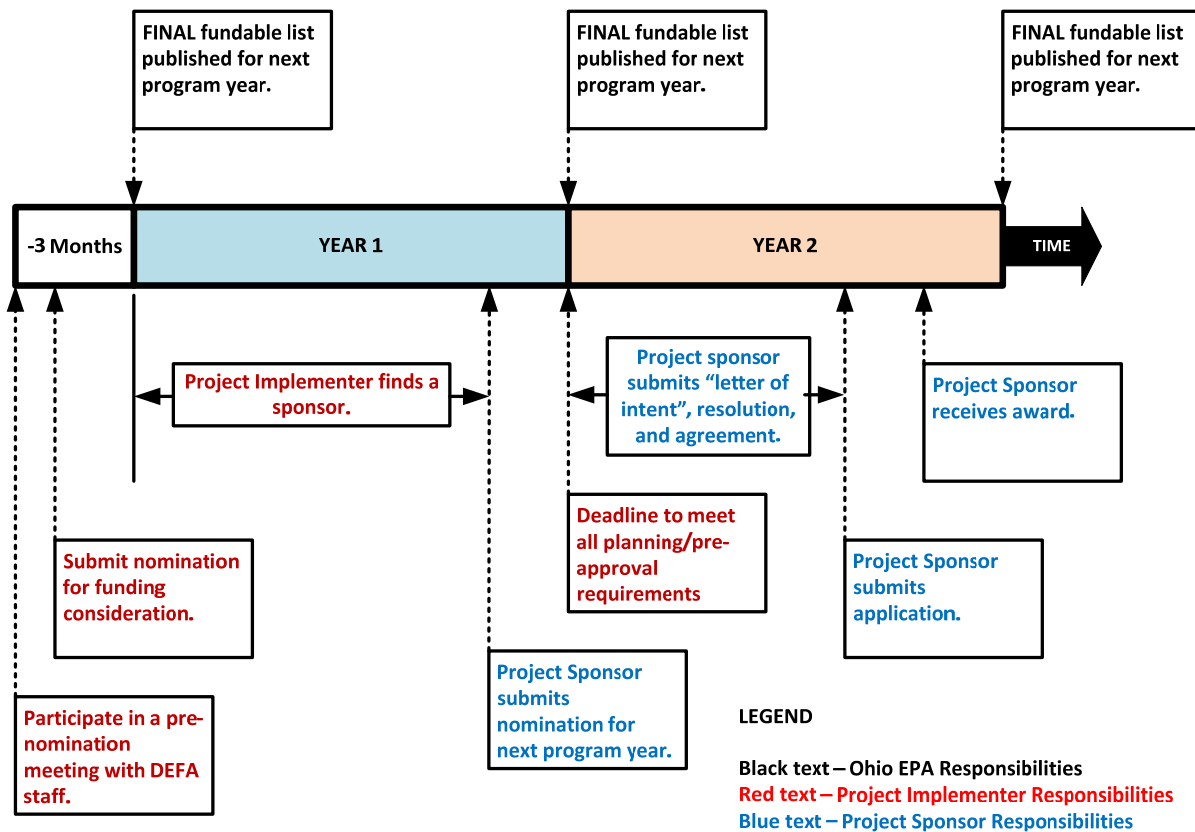 FINAL fundable list
published for next
program year.
FINAL fundable list
published for next
program year.
FINAL fundable list
published for next
program year.
-3 Months
YEAR 1
YEAR 2
TIME
Project Implementer finds a
sponsor.
Project sponsor
submits “letter of
intent”, resolution,
and agreement.
Project Sponsor
receives award.
Submit nomination
for funding
consideration.
Deadline to meet
all planning/pre-
approval
requirements
Project Sponsor
submits
application.
Participate in a pre-
nomination
meeting with DEFA
staff.
Project Sponsor
submits
nomination for
next program year.
LEGEND
Black text – Ohio EPA Responsibilities
Red text – Project Implementer Responsibilities
Blue text – Project Sponsor Responsibilities